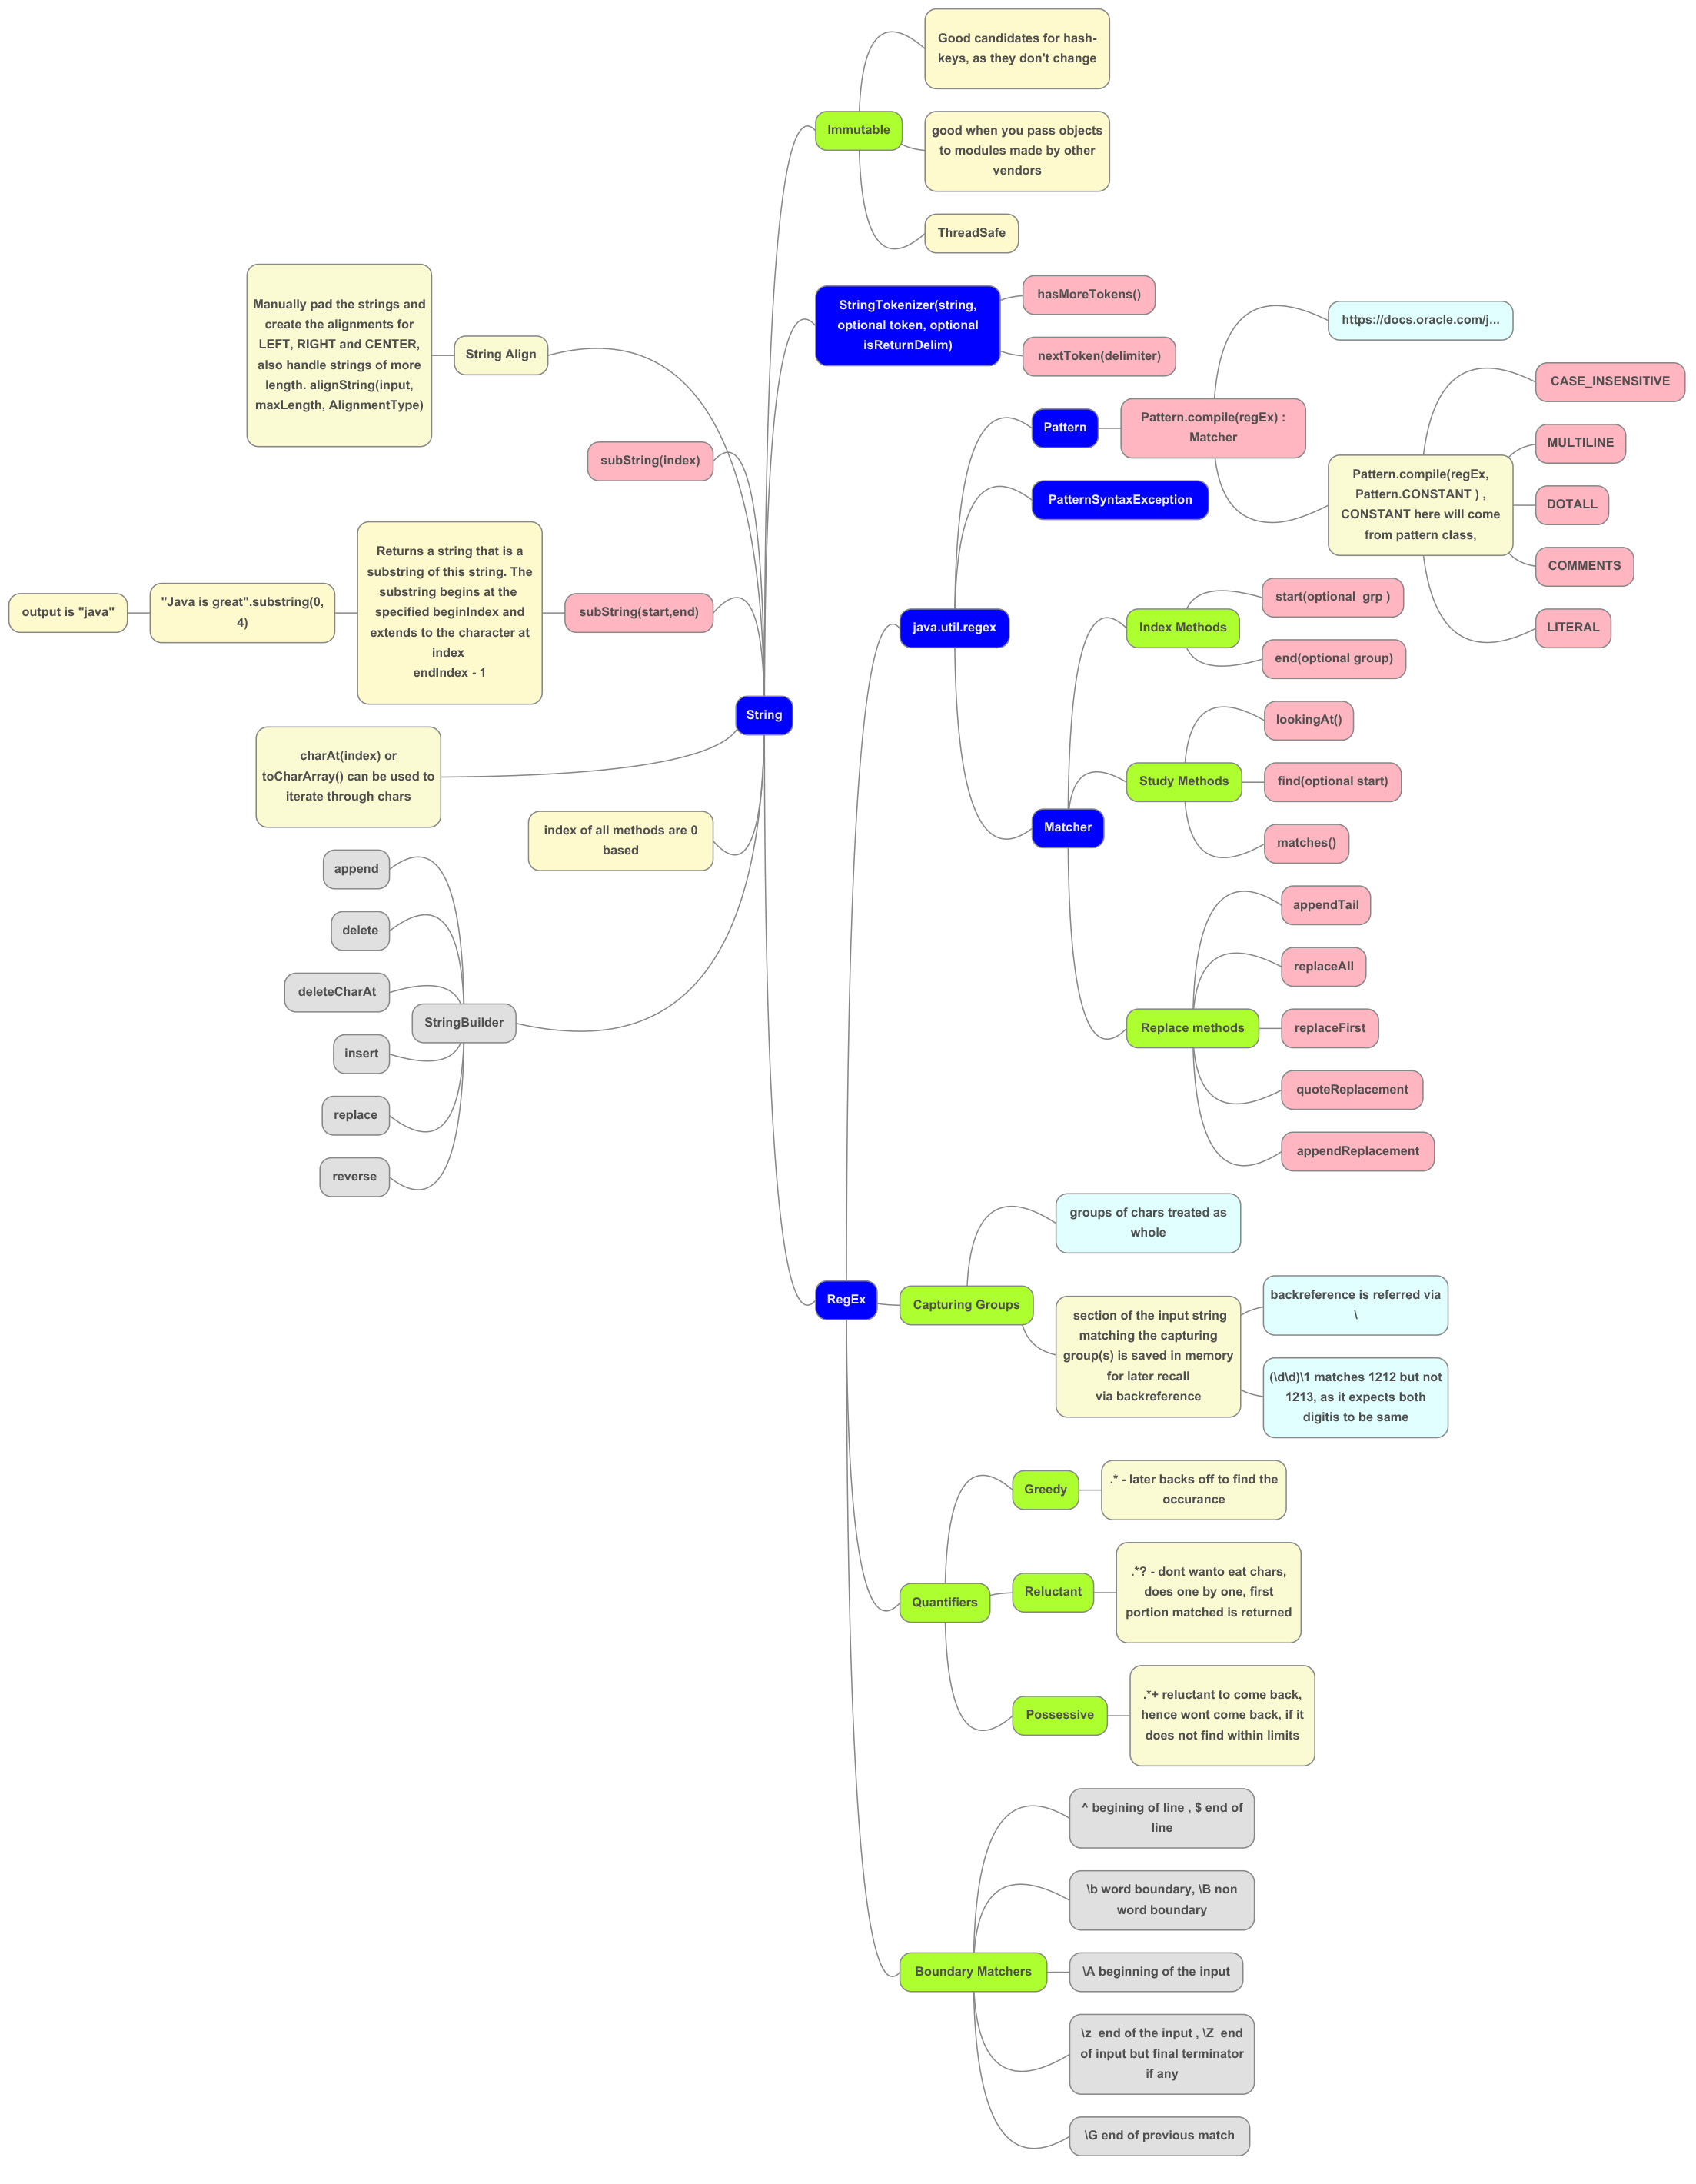 Good candidates for hash-
keys, as they don't change
Immutable
good when you pass objects
to modules made by other
vendors
ThreadSafe
StringTokenizer(string,
optional token, optional
isReturnDelim)
hasMoreTokens()
nextToken(delimiter)
Manually pad the strings and
create the alignments for
LEFT, RIGHT and CENTER,
also handle strings of more
length. alignString(input,
maxLength, AlignmentType)
String Align
subString(index)
output is "java"
"Java is great".substring(0,
4)
Returns a string that is a
substring of this string. The
substring begins at the
specified beginIndex and
extends to the character at
index
endIndex - 1
subString(start,end)
String
charAt(index) or
toCharArray() can be used to
iterate through chars
index of all methods are 0
based
append
delete
deleteCharAt
StringBuilder
insert
replace
reverse
java.util.regex
Pattern
Pattern.compile(regEx) :
Matcher
https://docs.oracle.com/j...
Pattern.compile(regEx,
Pattern.CONSTANT ) ,
CONSTANT here will come
from pattern class,
CASE_INSENSITIVE
MULTILINE
DOTALL
COMMENTS
LITERAL
PatternSyntaxException
Matcher
Index Methods
start(optional  grp )
end(optional group)
Study Methods
lookingAt()
find(optional start)
matches()
Replace methods
appendTail
replaceAll
replaceFirst
quoteReplacement
appendReplacement
RegEx
Capturing Groups
groups of chars treated as
whole
section of the input string
matching the capturing
group(s) is saved in memory
for later recall
via backreference
backreference is referred via
\
(\d\d)\1 matches 1212 but not
1213, as it expects both
digitis to be same
Quantifiers
Greedy
.* - later backs off to find the
occurance
Reluctant
.*? - dont wanto eat chars,
does one by one, first
portion matched is returned
Possessive
.*+ reluctant to come back,
hence wont come back, if it
does not find within limits
Boundary Matchers
^ begining of line , $ end of
line
\b word boundary, \B non
word boundary
\A beginning of the input
\z  end of the input , \Z  end
of input but final terminator
if any
\G end of previous match